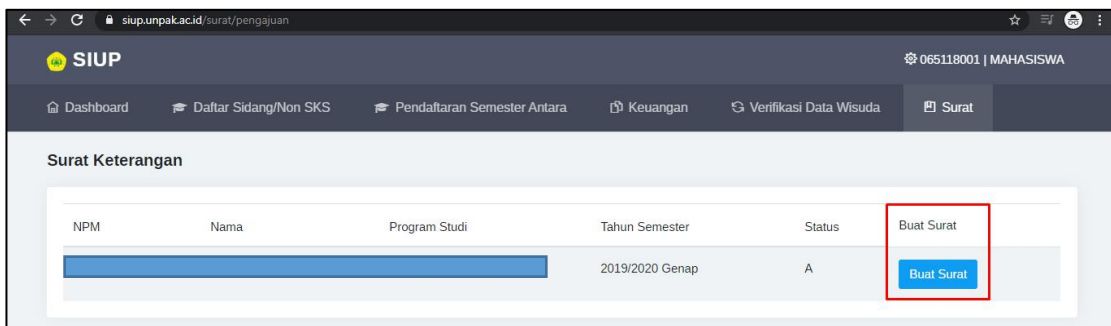 siup.unpak.ac.id/surat/pengajuan
SIUP
065118001 | MAHASISWA
Dashboard
Daftar Sidang/Non SKS
Pendaftaran Semester Antara
Keuangan
Verifikasi Data Wisuda
Surat
Surat Keterangan
NPM Nama Program Studi Tahun Semester Status Buat Surat
2019/2020 Genap A Buat Surat